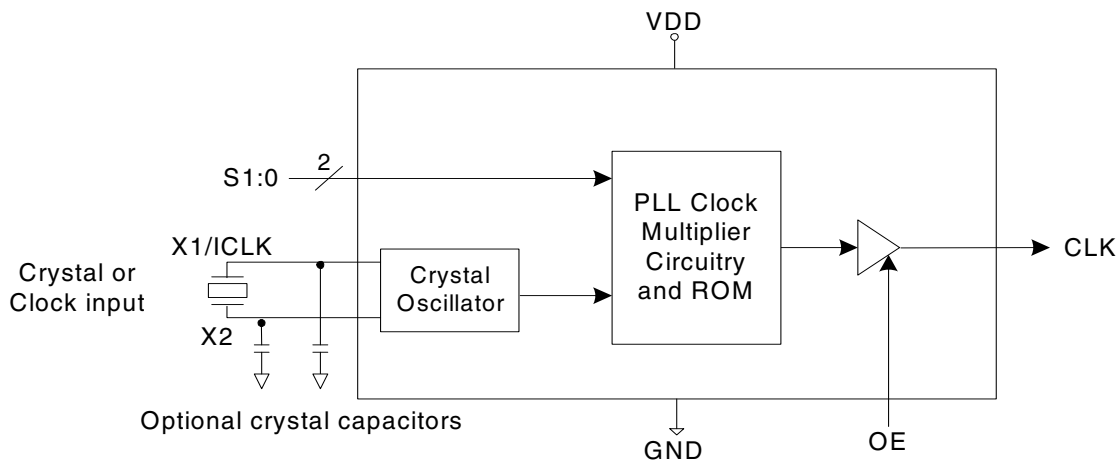 VDD
2
S1:0
PLL Clock
Multiplier
Circuitry
and ROM
X1/ICLK
CLK
Crystal or
Clock input
Crystal
Oscillator
X2
Optional crystal capacitors
GND
OE